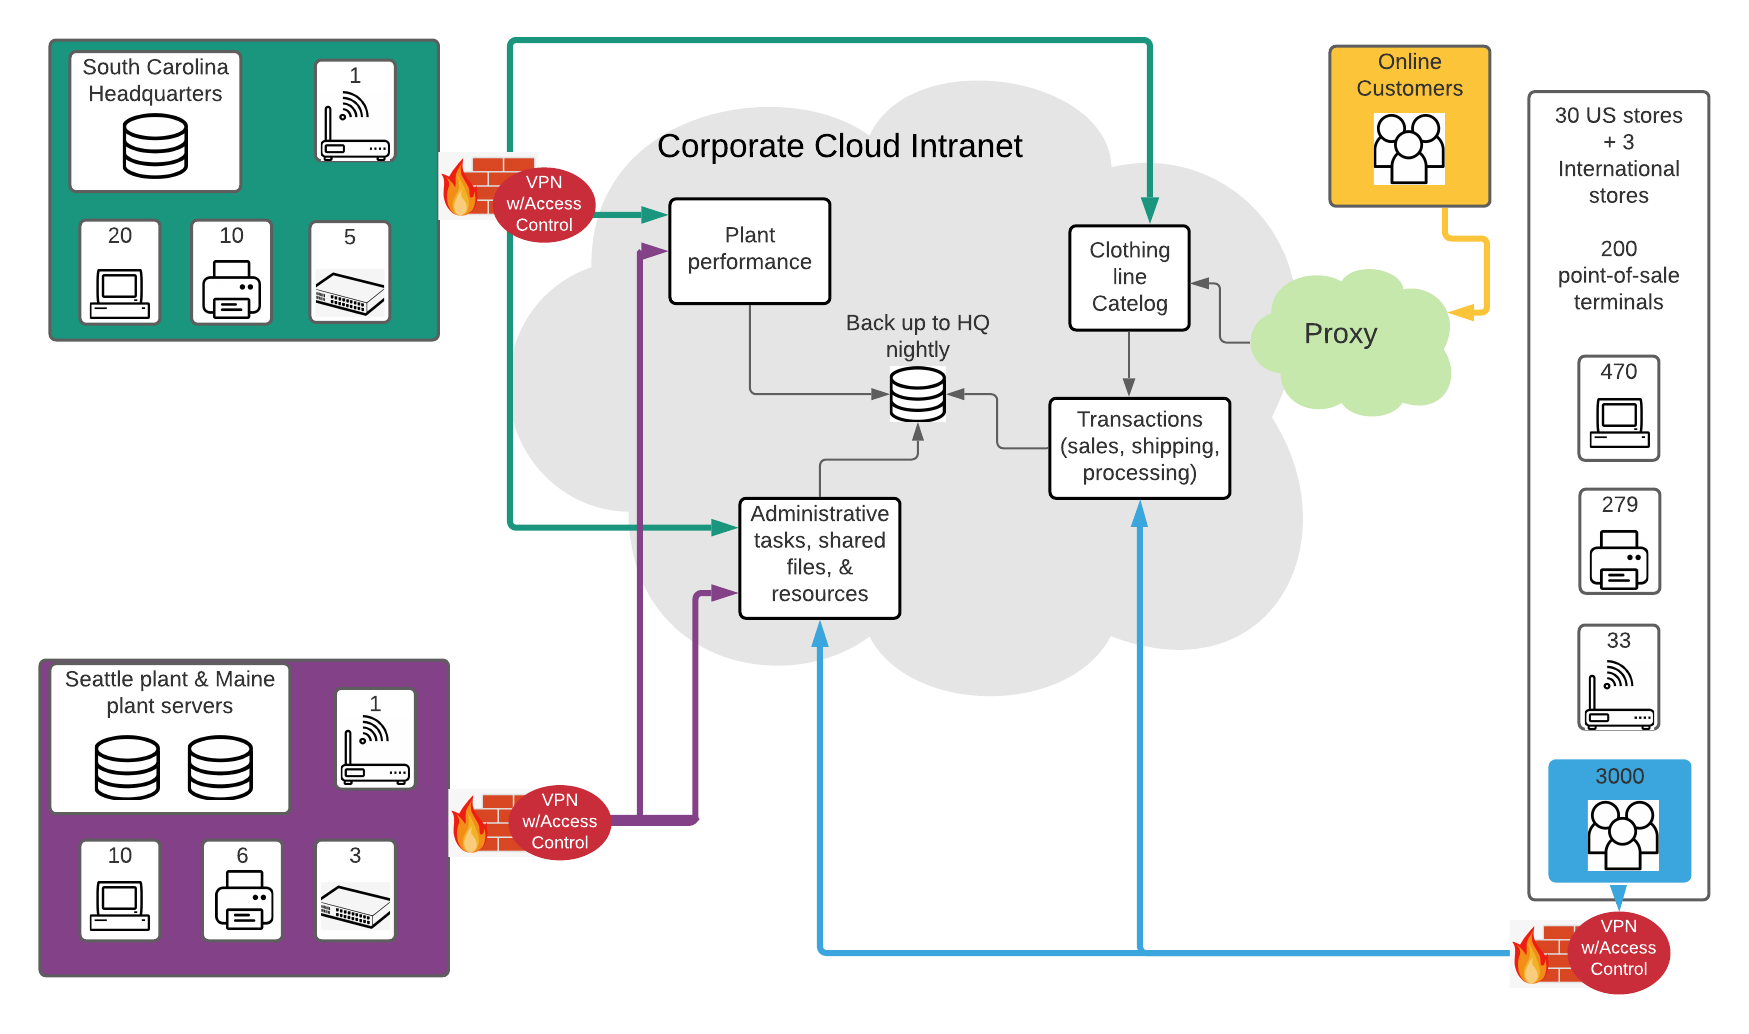 South Carolina
Headquarters
1
20
10
5
VPN
w/Access
Control
Corporate Cloud Intranet
Plant
performance
Back up to HQ
nightly
Clothing
line
Catelog
Transactions
(sales, shipping,
processing)
Administrative
tasks, shared
files, &
resources
Online
Customers
Proxy
30 US stores
+ 3
International
stores
200
point-of-sale
terminals
470
279
33
3000
VPN
w/Access
Control
Seattle plant & Maine
plant servers
1
10
6
3
VPN
w/Access
Control